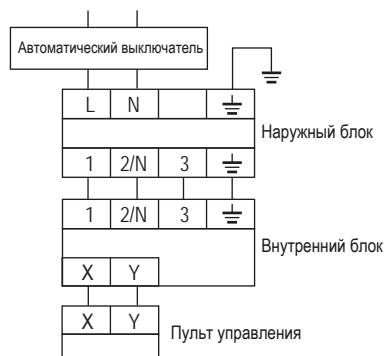 Автоматический выключатель
L N
Наружный блок
1 2/N 3
1 2/N 3
Внутренний блок
X Y
X Y
Пульт управления